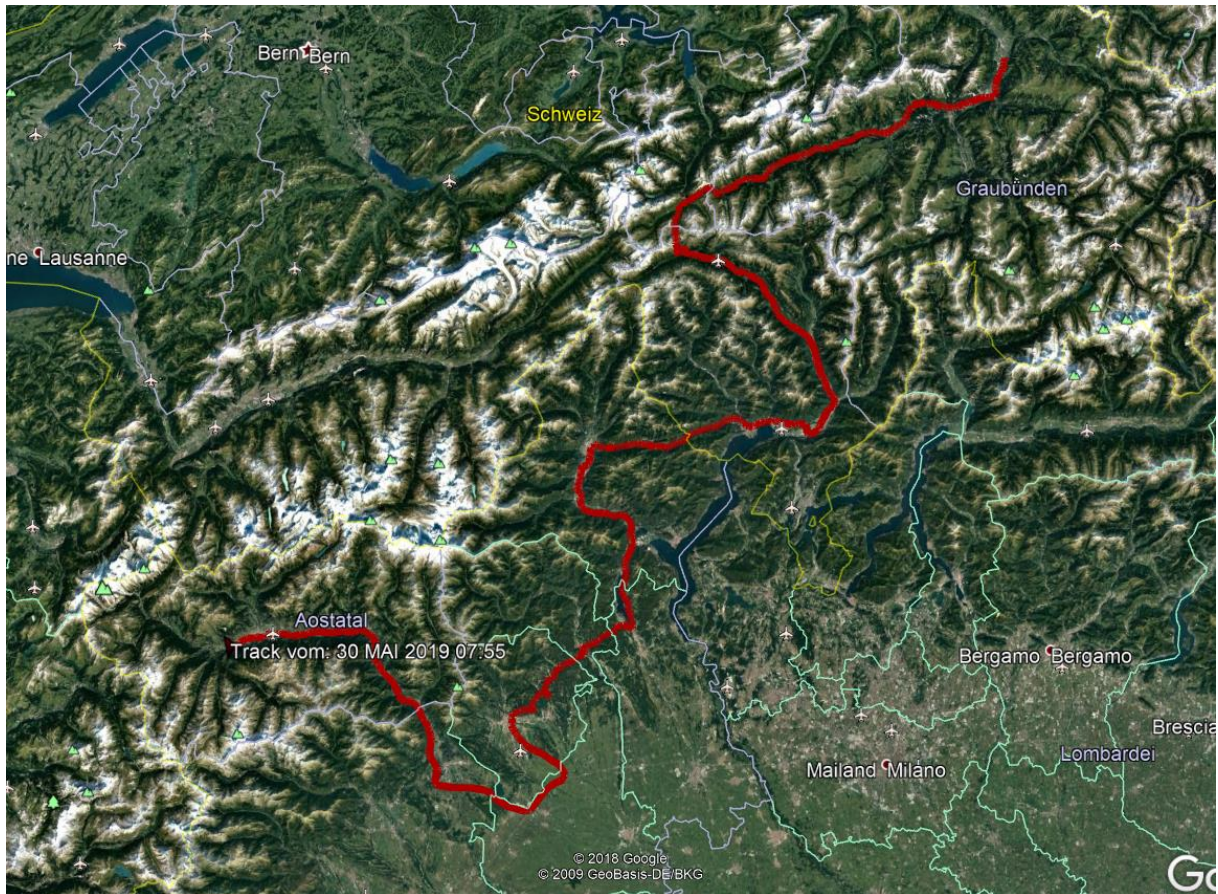 Bern Bern
Schweiz
Graubünden
ne Lausanne
Aostatal
Track vom: 30 MAI 2019 07:55
Bergamo Bergamo
Brescia
Lombardei
Mailand Milano
© 2018 Google
© 2009 GeoBasis-DE/BKG
Go